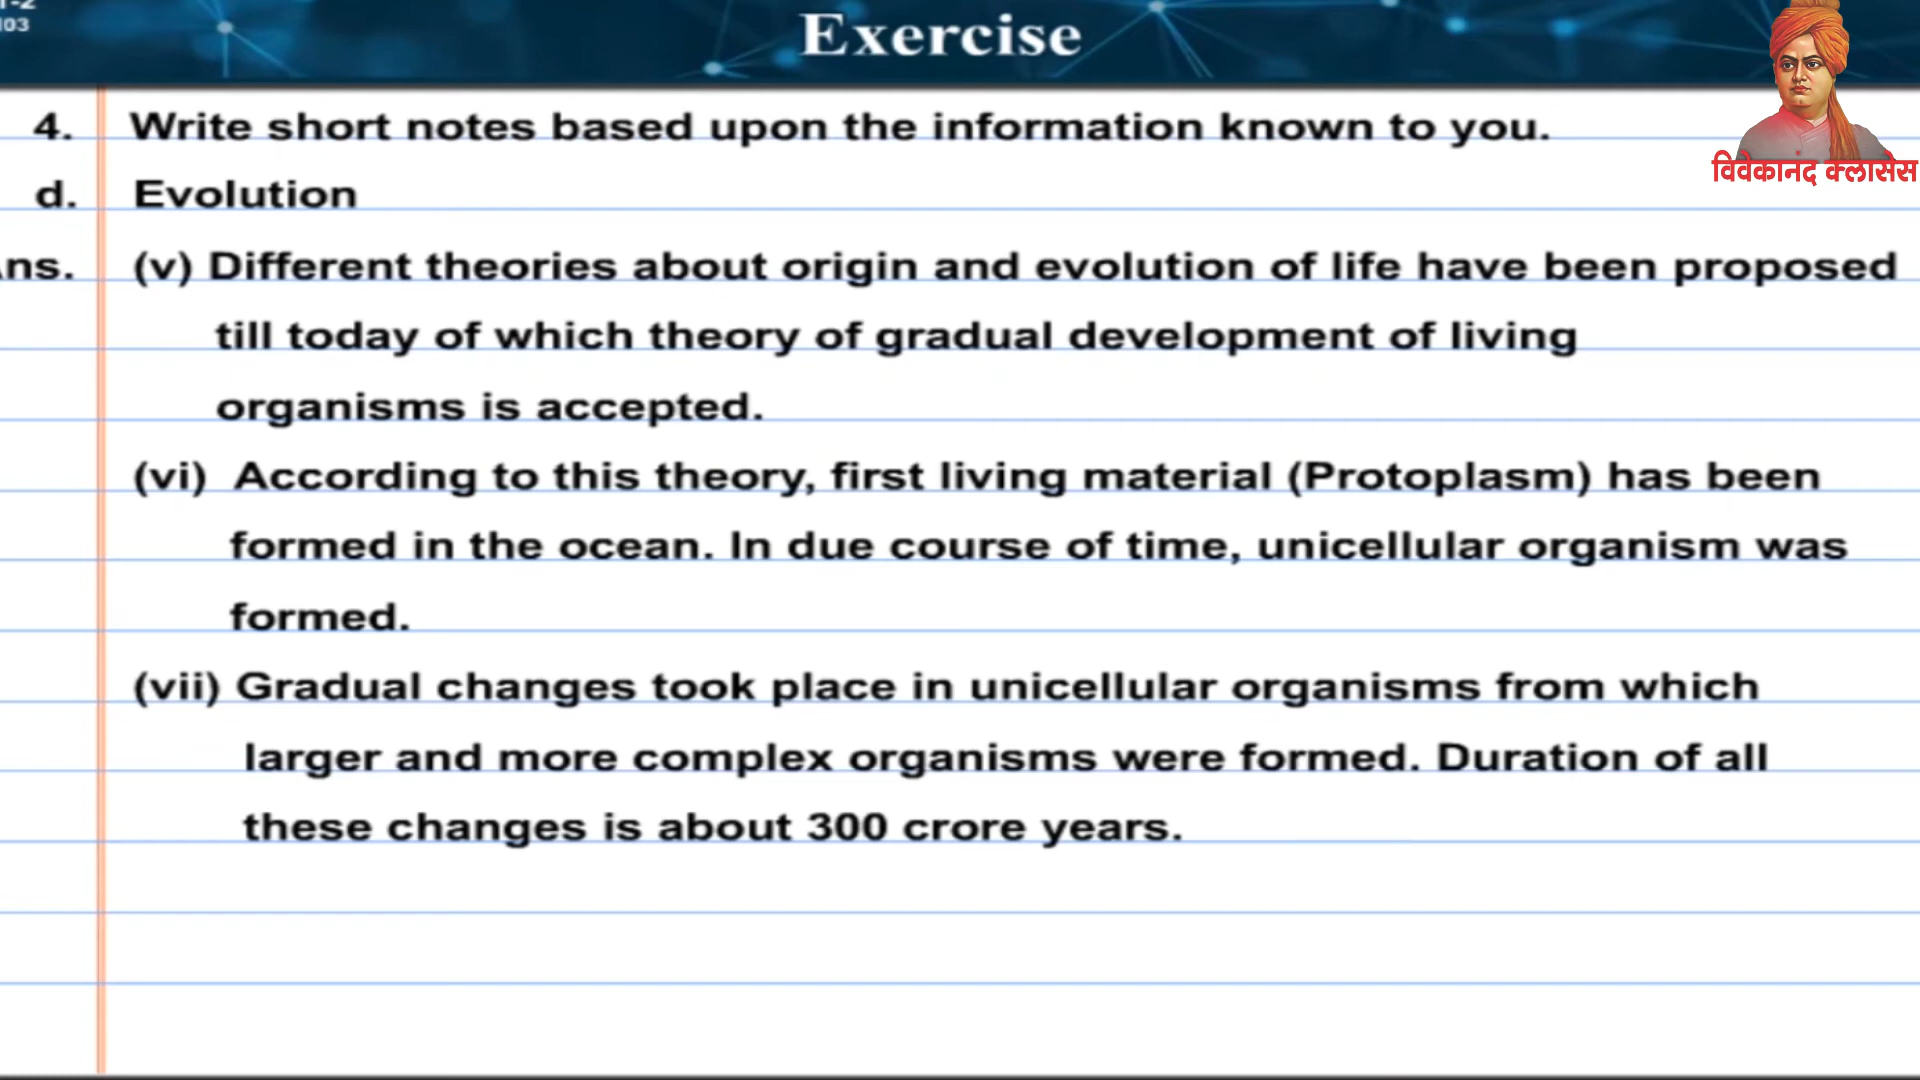 Exercise
4. Write short notes based upon the information known to you.
विवेकानंद क्लासेस
d. Evolution
ns. (v) Different theories about origin and evolution of life have been proposed
till today of which theory of gradual development of living
organisms is accepted.
(vi) According to this theory, first living material (Protoplasm) has been
formed in the ocean. In due course of time, unicellular organism was
formed.
(vii) Gradual changes took place in unicellular organisms from which
larger and more complex organisms were formed. Duration of all
these changes is about 300 crore years.